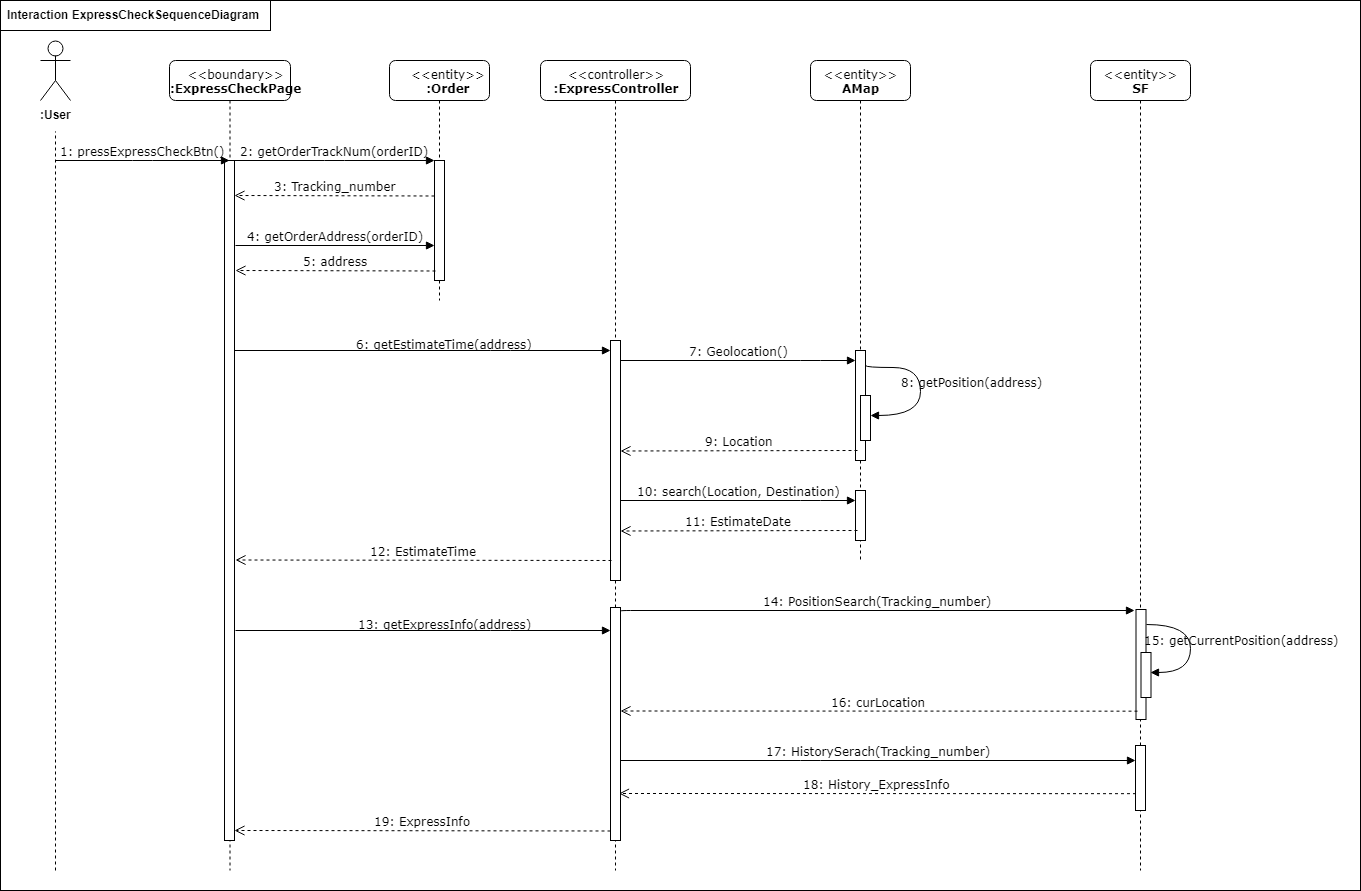 Interaction ExpressCheckSequenceDiagram
:User
<<boundary>>
:ExpressCheckPage
<<entity>>
:Order
<<controller>>
:ExpressController
<<entity>>
AMap
<<entity>>
SF
1: pressExpressCheckBtn()
2: getOrderTrackNum(orderID)
3: Tracking_number
4: getOrderAddress(orderID)
5: address
6: getEstimateTime(address)
7: Geolocation()
8: getPosition(address)
9: Location
10: search(Location, Destination)
11: EstimateDate
12: EstimateTime
13: getExpressInfo(address)
14: PositionSearch(Tracking_number)
15: getCurrentPosition(address)
16: curLocation
17: HistorySerach(Tracking_number)
18: History_ExpressInfo
19: ExpressInfo